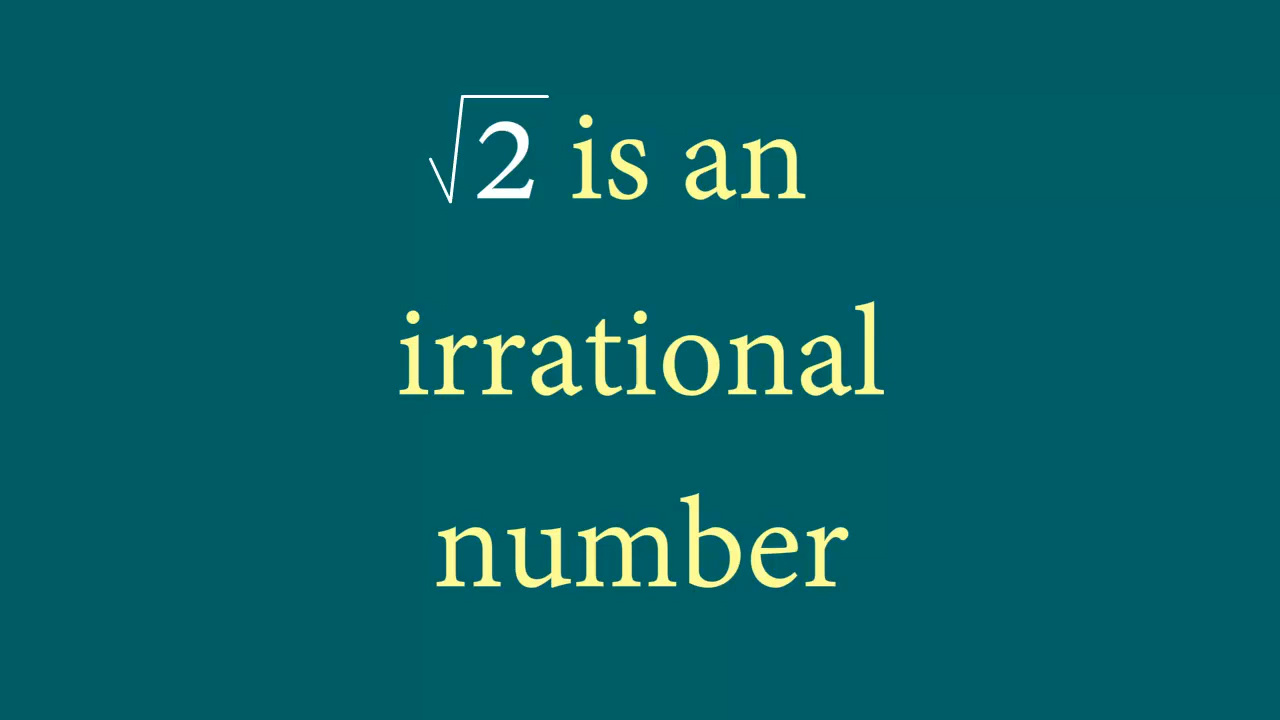 √2 is an
irrational
number